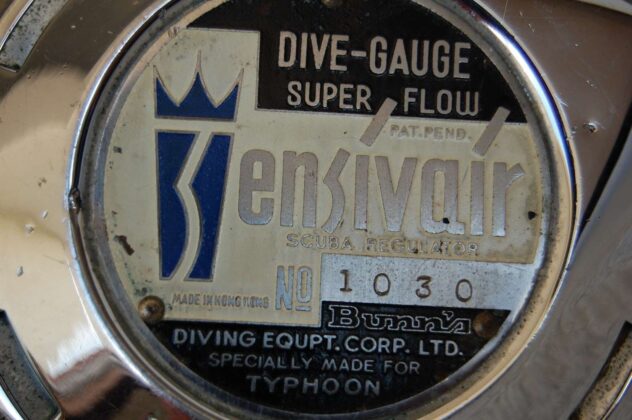 DIVE-GAUGE
SUPER FLOW
PAT. PEND.
Sensivair
SCUBA REGULATOR
MADE IN HONG KONG
Nº 1030
Bunn's
DIVING EQUPT. CORP. LTD.
SPECIALLY MADE FOR
TYPHOON